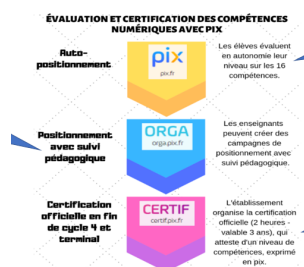 ÉVALUATION ET CERTIFICATION DES COMPÉTENCES
NUMÉRIQUES AVEC PIX
Auto-
positionnement
pix
pix.fr
Les élèves évaluent
en autonomie leur
niveau sur les 16
compétences.
Positionnement
avec suivi
pédagogique
ORGA
orga.pix.fr
Les enseignants
peuvent créer des
campagnes de
positionnement avec
suivi pédagogique.
Certification
officielle en fin
de cycle 4 et
terminal
CERTIF
certif.pix.fr
L'établissement
organise la certification
officielle (2 heures -
valable 3 ans), qui
atteste d'un niveau de
compétences, exprimé
en pix.